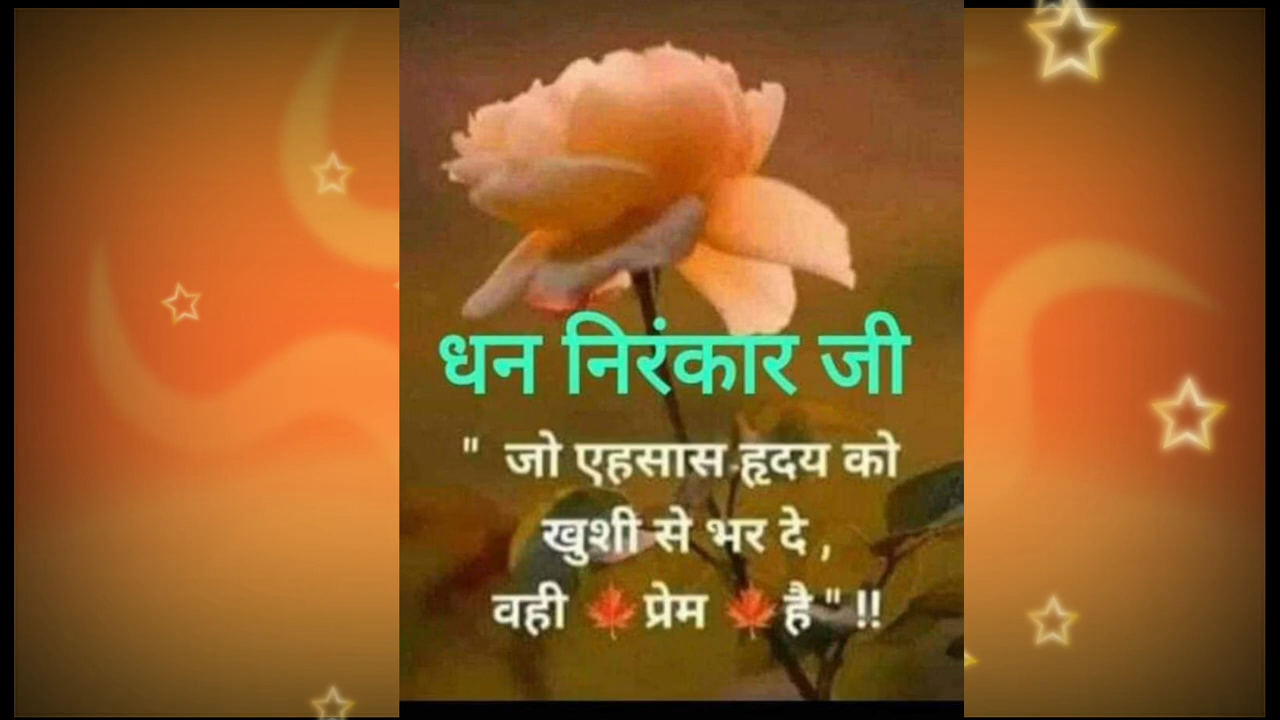 धन निरंकार जी
" जो एहसास हृदय को
खुशी से भर दे ,
वही 🍁 प्रेम 🍁 है " !!